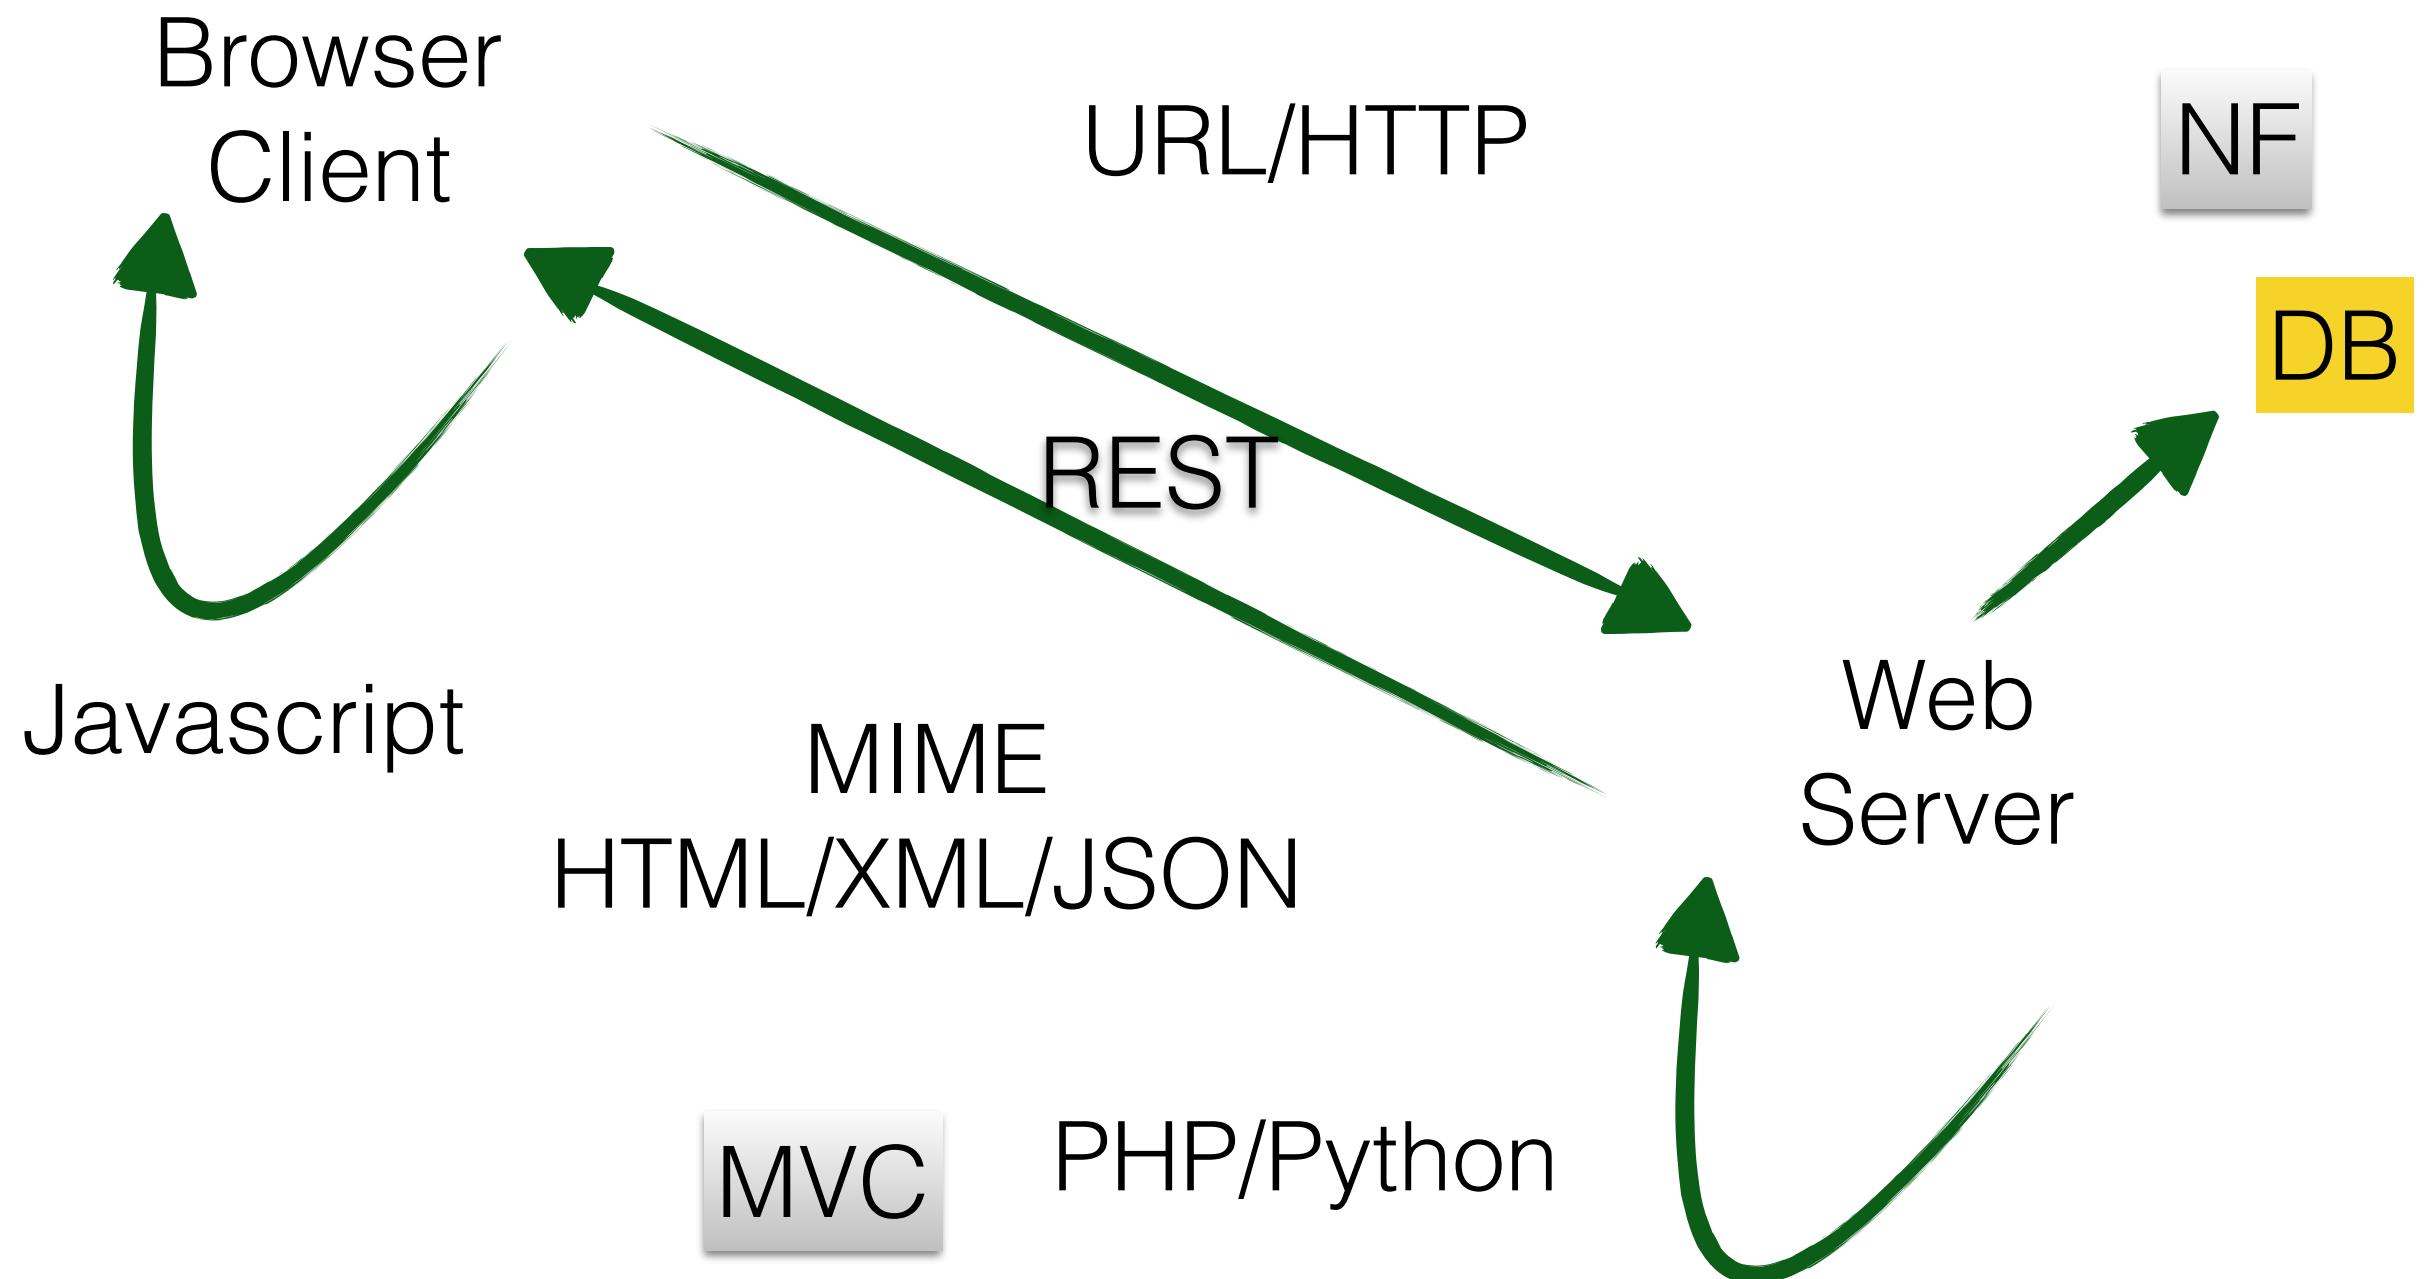 Browser
Client
URL/HTTP
NF
DB
REST
Javascript
Web
Server
MIME
HTML/XML/JSON
MVC
PHP/Python